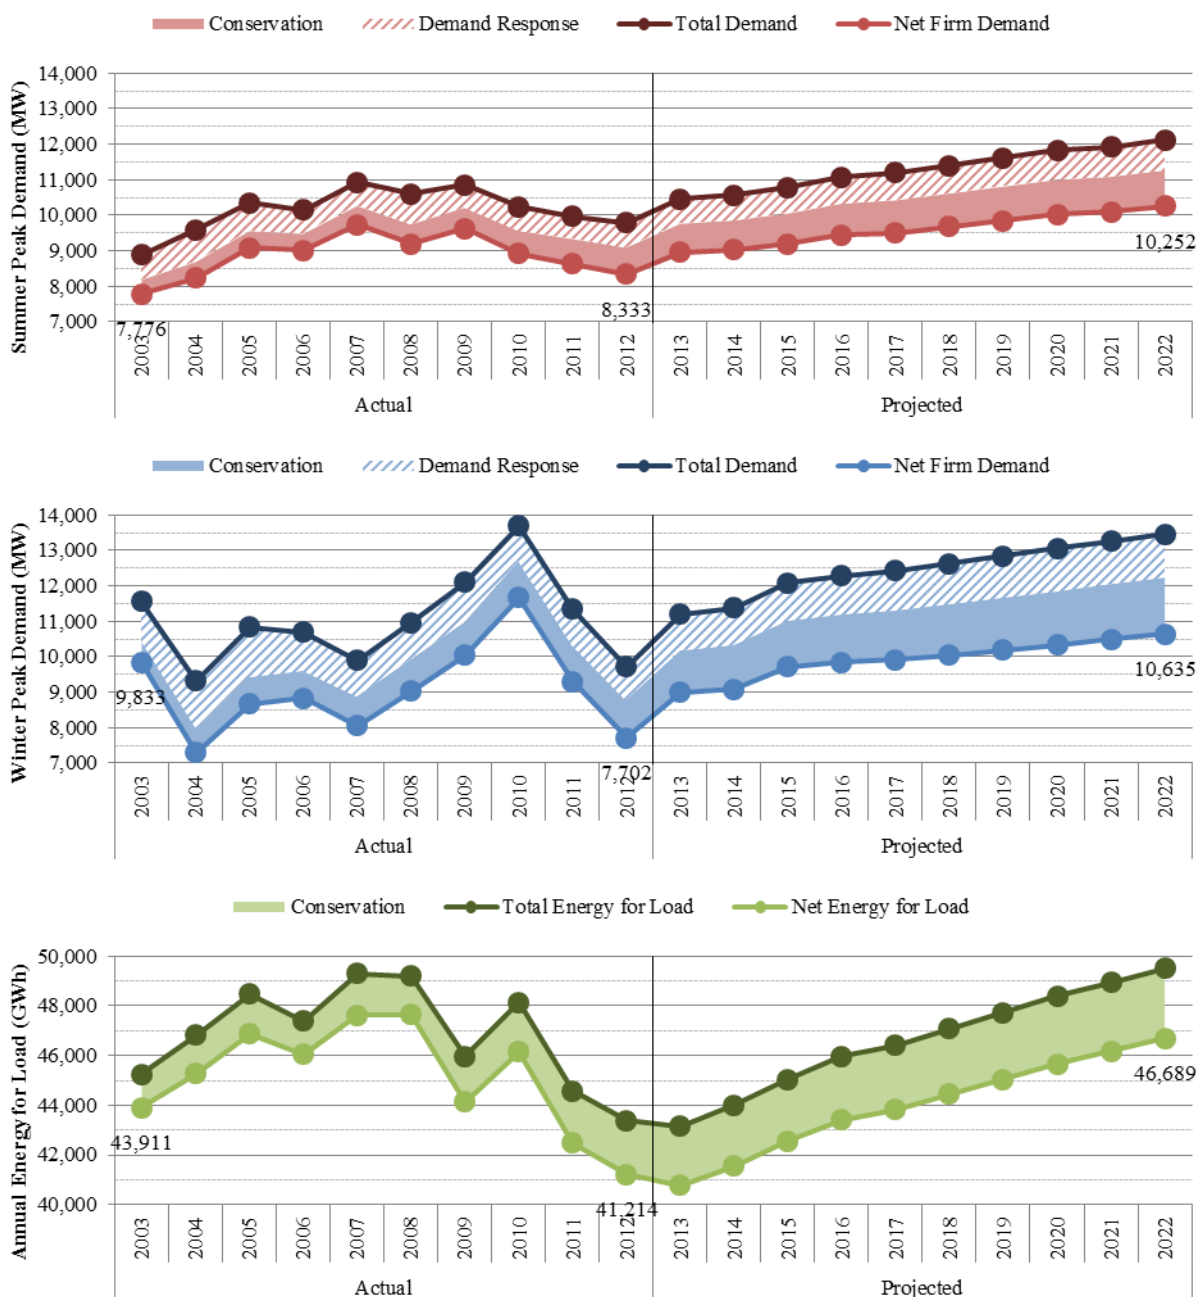 Conservation Demand Response Total Demand Net Firm Demand
Summer Peak Demand (MW)
14,000
13,000
12,000
11,000
10,000
9,000
8,000
7,000
7,776
8,333
10,252
2003 2004 2005 2006 2007 2008 2009 2010 2011 2012 2013 2014 2015 2016 2017 2018 2019 2020 2021 2022
Actual Projected
Conservation Demand Response Total Demand Net Firm Demand
Winter Peak Demand (MW)
14,000
13,000
12,000
11,000
10,000
9,000
8,000
7,000
9,833
7,702
10,635
2003 2004 2005 2006 2007 2008 2009 2010 2011 2012 2013 2014 2015 2016 2017 2018 2019 2020 2021 2022
Actual Projected
Conservation Total Energy for Load Net Energy for Load
Annual Energy for Load (GWh)
50,000
48,000
46,000
44,000
42,000
40,000
43,911
41,214
46,689
2003 2004 2005 2006 2007 2008 2009 2010 2011 2012 2013 2014 2015 2016 2017 2018 2019 2020 2021 2022
Actual Projected